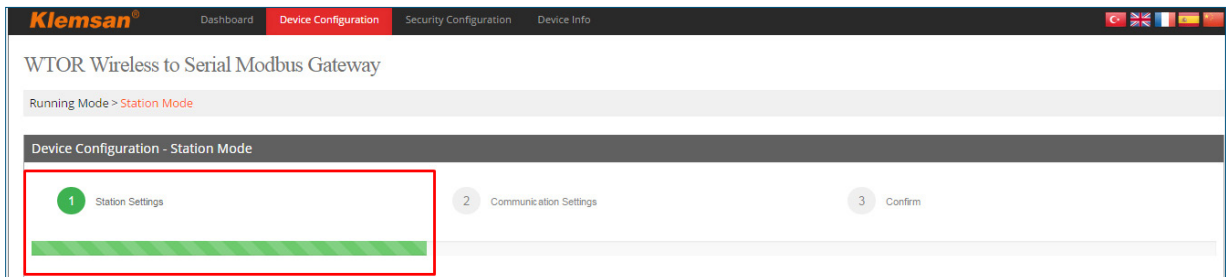 Klemsan® Dashboard Device Configuration Security Configuration Device Info
WTOR Wireless to Serial Modbus Gateway
Running Mode > Station Mode
Device Configuration - Station Mode
1 Station Settings 2 Communication Settings 3 Confirm